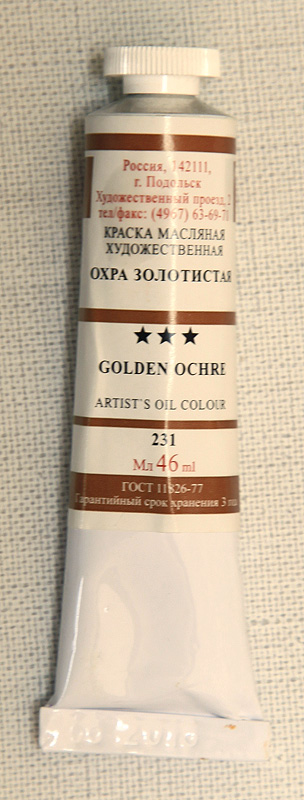 Россия, 142111,
г. Подольск
Художественный проезд, 2
тел/факс: (4967) 63-69-71
КРАСКА МАСЛЯНАЯ
ХУДОЖЕСТВЕННАЯ
ОХРА ЗОЛОТИСТАЯ
★★★
GOLDEN OCHRE
ARTIST'S OIL COLOUR
231
Мл 46 ml
ГОСТ 11826-77
Гарантийный срок хранения 3 года